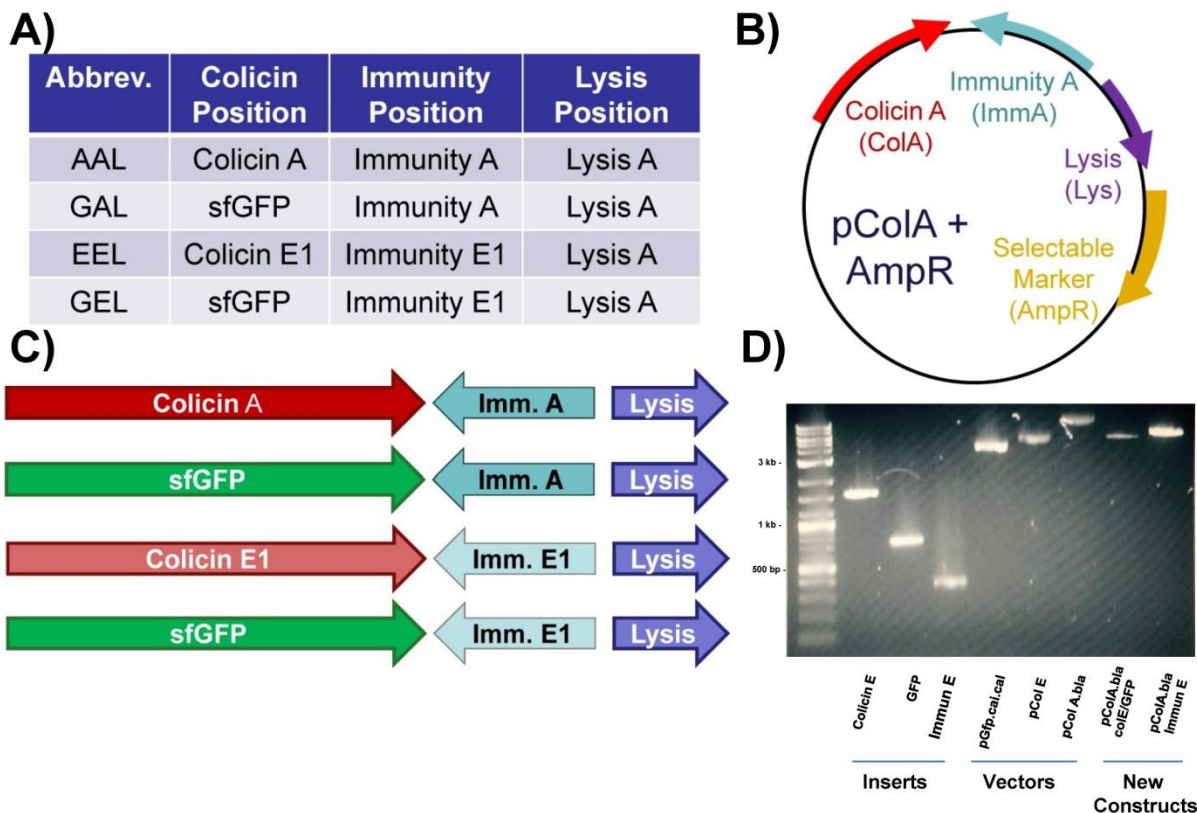 A)
Abbrev. Colicin Position Immunity Position Lysis Position
AAL Colicin A Immunity A Lysis A
GAL sfGFP Immunity A Lysis A
EEL Colicin E1 Immunity E1 Lysis A
GEL sfGFP Immunity E1 Lysis A
B)
Immunity A
(ImmA)
Colicin A
(ColA)
Lysis
(Lys)
pColA +
AmpR
Selectable
Marker
(AmpR)
C)
Colicin A Imm. A Lysis
sfGFP Imm. A Lysis
Colicin E1 Imm. E1 Lysis
sfGFP Imm. E1 Lysis
D)
3 kb -
1 kb -
500 bp -
Colicin E
GFP
Immun E
pGfp.cai.cal
pCol E
pCol A.bla
pColA.bla
colE/GFP
pColA.bla
Immun E
Inserts
Vectors
New
Constructs